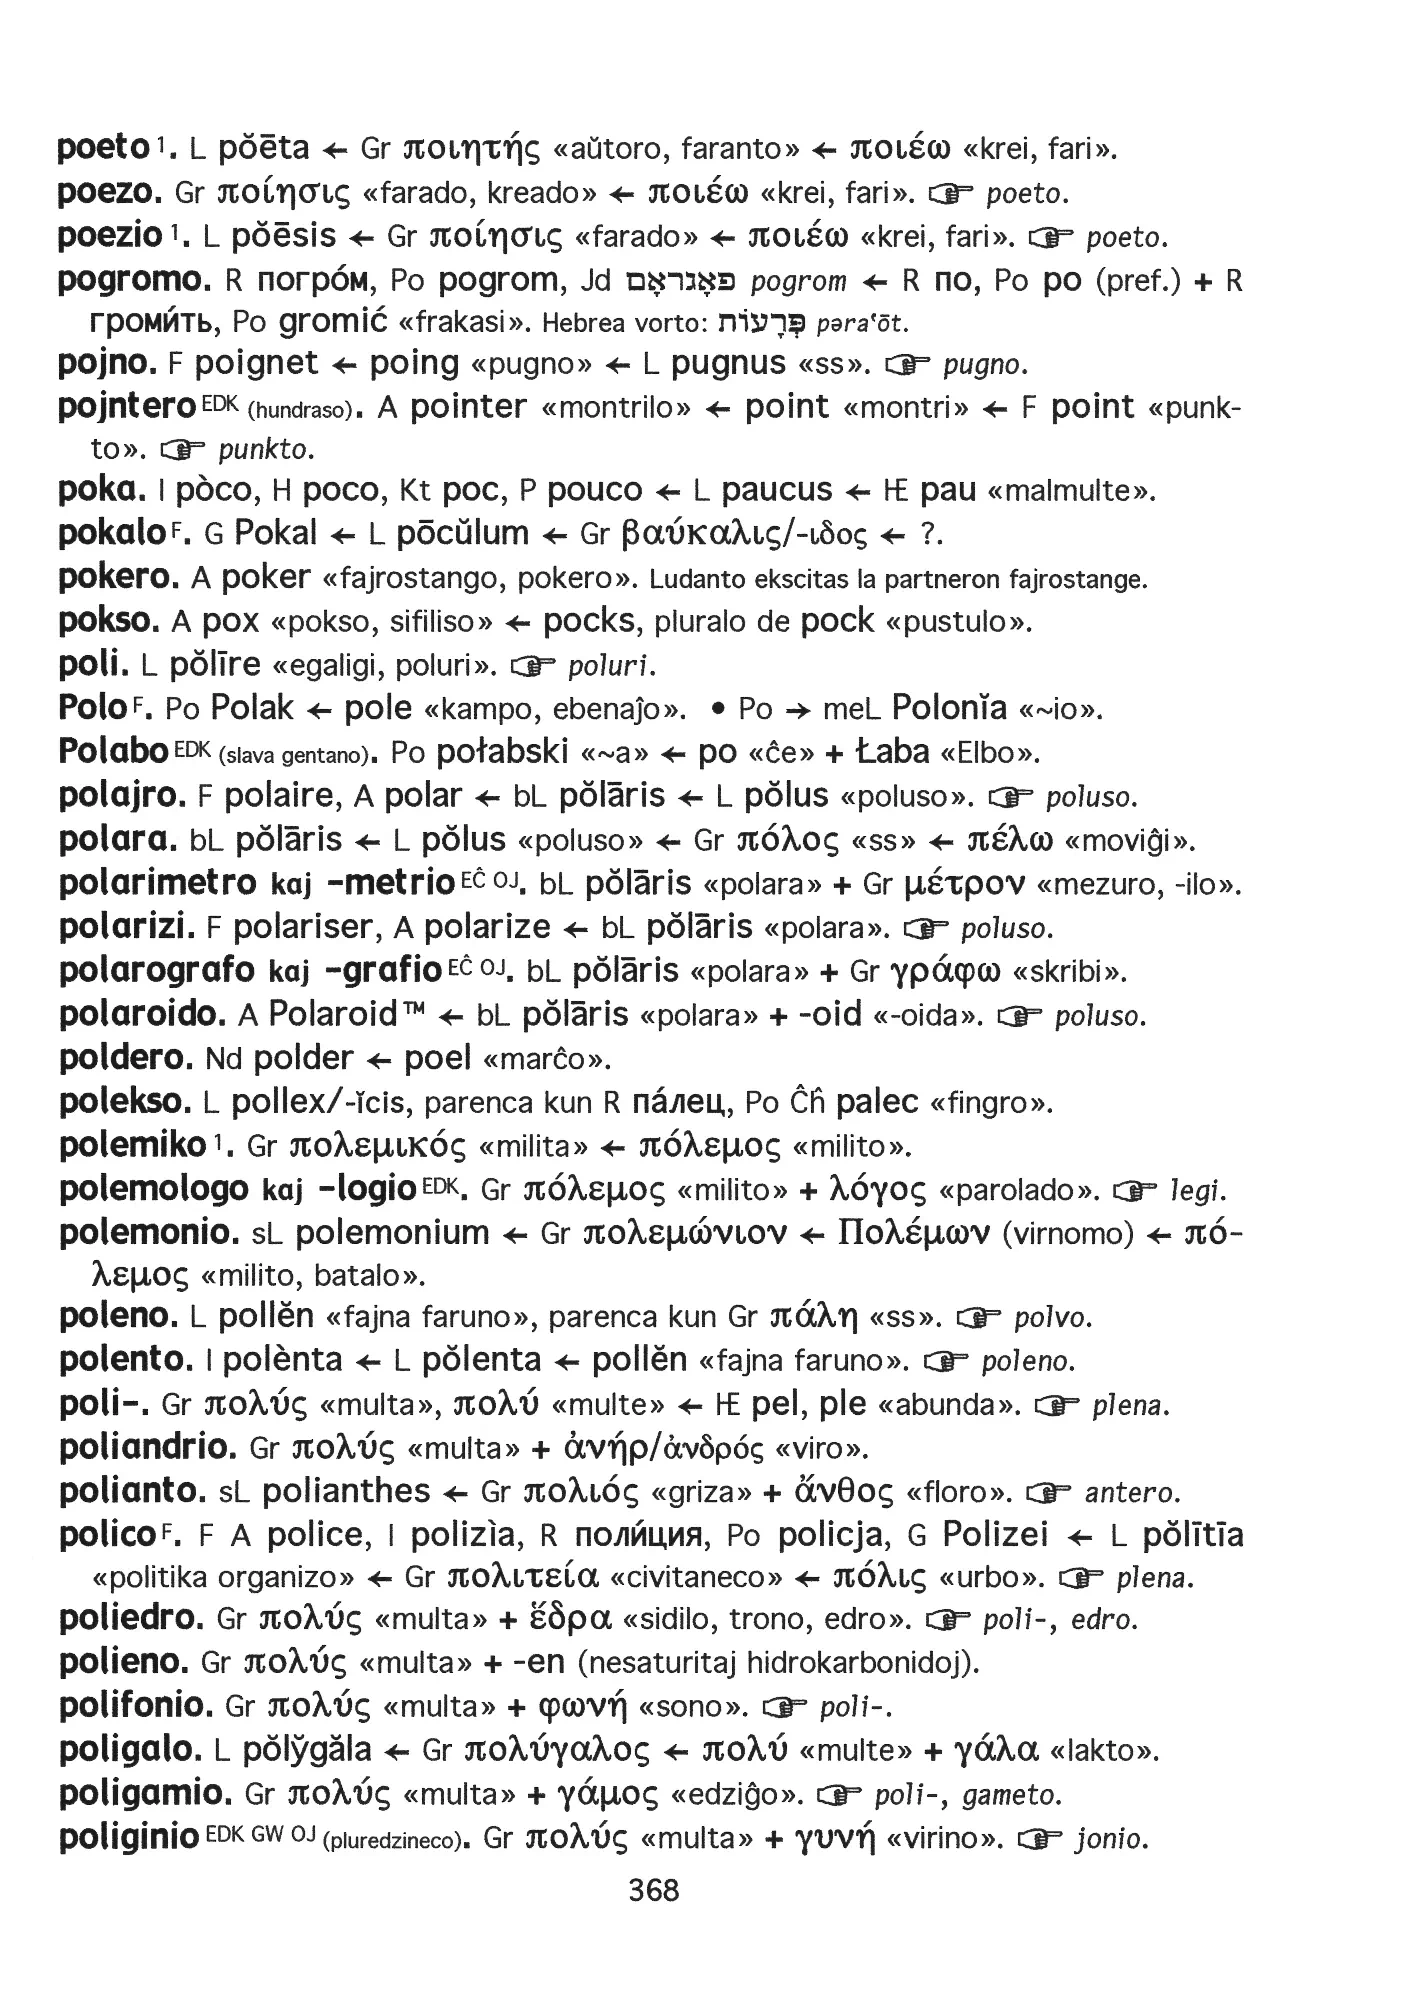 poeto¹. L pŏēta ← Gr ποιητής «aŭtoro, faranto» ← ποιέω «krei, fari».
poezo. Gr ποίησις «farado, kreado» ← ποιέω «krei, fari». ☞ poeto.
poezio¹. L pŏēsis ← Gr ποίησις «farado» ← ποιέω «krei, fari». ☞ poeto.
pogromo. R погро́м, Po pogrom, Jd פּאָגראָם pogrom ← R по, Po po (pref.) + R
громи́ть, Po gromić «frakasi». Hebrea vorto: פְּרָעוֹת pəraʿōt.
pojno. F poignet ← poing «pugno» ← L pugnus «ss». ☞ pugno.
pojntero EDK (hundraso). A pointer «montrilo» ← point «montri» ← F point «punk-
to». ☞ punkto.
poka. I pòco, H poco, Kt poc, P pouco ← L paucus ← HE pau «malmulte».
pokalo F. G Pokal ← L pōcŭlum ← Gr βαύκαλις/-ιδος ← ?.
pokero. A poker «fajrostango, pokero». Ludanto ekscitas la partneron fajrostange.
pokso. A pox «pokso, sifiliso» ← pocks, pluralo de pock «pustulo».
poli. L pŏlīre «egaligi, poluri». ☞ poluri.
Polo F. Po Polak ← pole «kampo, ebenaĵo». • Po → meL Polonĭa «~io».
Polabo EDK (slava gentano). Po połabski «~a» ← po «ĉe» + Łaba «Elbo».
polajro. F polaire, A polar ← bL pŏlāris ← L pŏlus «poluso». ☞ poluso.
polara. bL pŏlāris ← L pŏlus «poluso» ← Gr πόλος «ss» ← πέλω «moviĝi».
polarimetro kaj -metrio EĈ OJ. bL pŏlāris «polara» + Gr μέτρον «mezuro, -ilo».
polarizi. F polariser, A polarize ← bL pŏlāris «polara». ☞ poluso.
polarografo kaj -grafio EĈ OJ. bL pŏlāris «polara» + Gr γράφω «skribi».
polaroido. A Polaroid™ ← bL pŏlāris «polara» + -oid «-oida». ☞ poluso.
poldero. Nd polder ← poel «marĉo».
polekso. L pollex/-ĭcis, parenca kun R па́лец, Po Ĉĥ palec «fingro».
polemiko¹. Gr πολεμικός «milita» ← πόλεμος «milito».
polemologo kaj -logio EDK. Gr πόλεμος «milito» + λόγος «parolado». ☞ legi.
polemonio. sL polemonium ← Gr πολεμώνιον ← Πολέμων (virnomo) ← πό-
λεμος «milito, batalo».
poleno. L pollĕn «fajna faruno», parenca kun Gr πάλη «ss». ☞ polvo.
polento. I polènta ← L pŏlenta ← pollĕn «fajna faruno». ☞ poleno.
poli-. Gr πολύς «multa», πολύ «multe» ← HE pel, ple «abunda». ☞ plena.
poliandrio. Gr πολύς «multa» + ἀνήρ/ἀνδρός «viro».
polianto. sL polianthes ← Gr πολιός «griza» + ἄνθος «floro». ☞ antero.
polico F. F A police, I polizìa, R поли́ция, Po policja, G Polizei ← L pŏlītīa
«politika organizo» ← Gr πολιτεία «civitaneco» ← πόλις «urbo». ☞ plena.
poliedro. Gr πολύς «multa» + ἕδρα «sidilo, trono, edro». ☞ poli-, edro.
polieno. Gr πολύς «multa» + -en (nesaturitaj hidrokarbonidoj).
polifonio. Gr πολύς «multa» + φωνή «sono». ☞ poli-.
poligalo. L pŏly̆găla ← Gr πολύγαλος ← πολύ «multe» + γάλα «lakto».
poligamio. Gr πολύς «multa» + γάμος «edziĝo». ☞ poli-, gameto.
poliginio EDK GW OJ (pluredzineco). Gr πολύς «multa» + γυνή «virino». ☞ jonio.
368